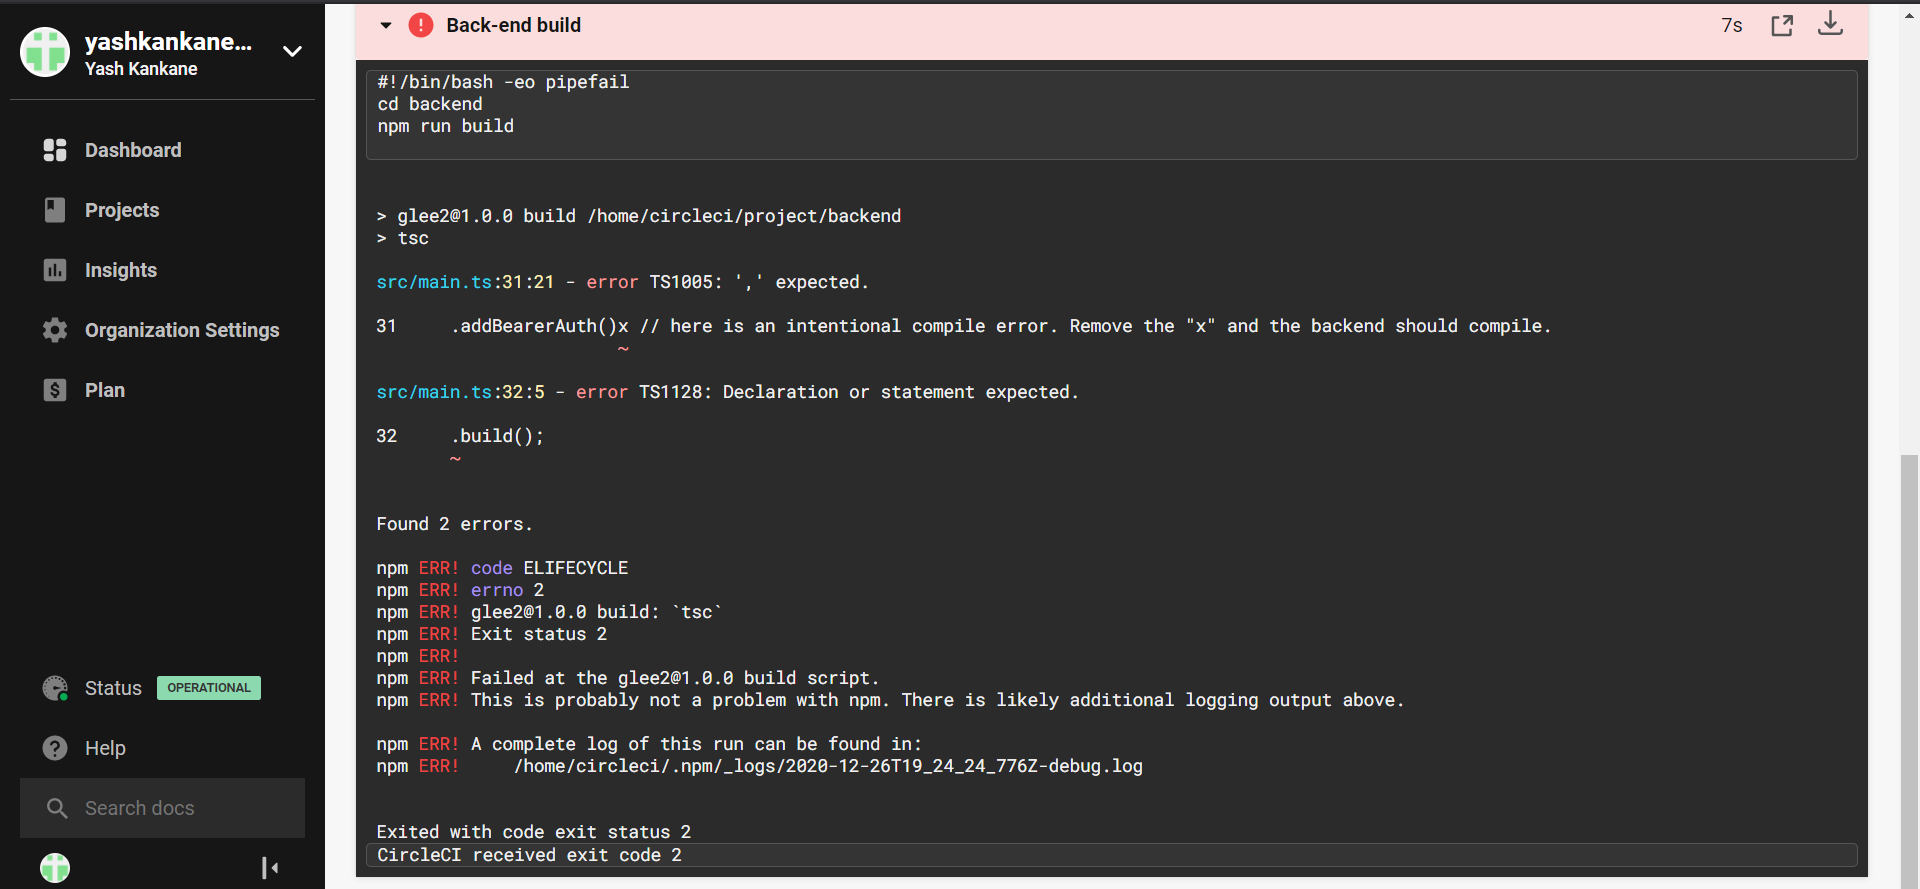 yashkankane...
Yash Kankane
Dashboard
Projects
Insights
Organization Settings
Plan
Status OPERATIONAL
Help
Search docs
Back-end build 7s
#!/bin/bash -eo pipefail
cd backend
npm run build
> glee2@1.0.0 build /home/circleci/project/backend
> tsc
src/main.ts:31:21 - error TS1005: ',' expected.
31     .addBearerAuth()x // here is an intentional compile error. Remove the "x" and the backend should compile.
~
src/main.ts:32:5 - error TS1128: Declaration or statement expected.
32     .build();
~
Found 2 errors.
npm ERR! code ELIFECYCLE
npm ERR! errno 2
npm ERR! glee2@1.0.0 build: `tsc`
npm ERR! Exit status 2
npm ERR!
npm ERR! Failed at the glee2@1.0.0 build script.
npm ERR! This is probably not a problem with npm. There is likely additional logging output above.
npm ERR! A complete log of this run can be found in:
npm ERR!     /home/circleci/.npm/_logs/2020-12-26T19_24_24_776Z-debug.log
Exited with code exit status 2
CircleCI received exit code 2